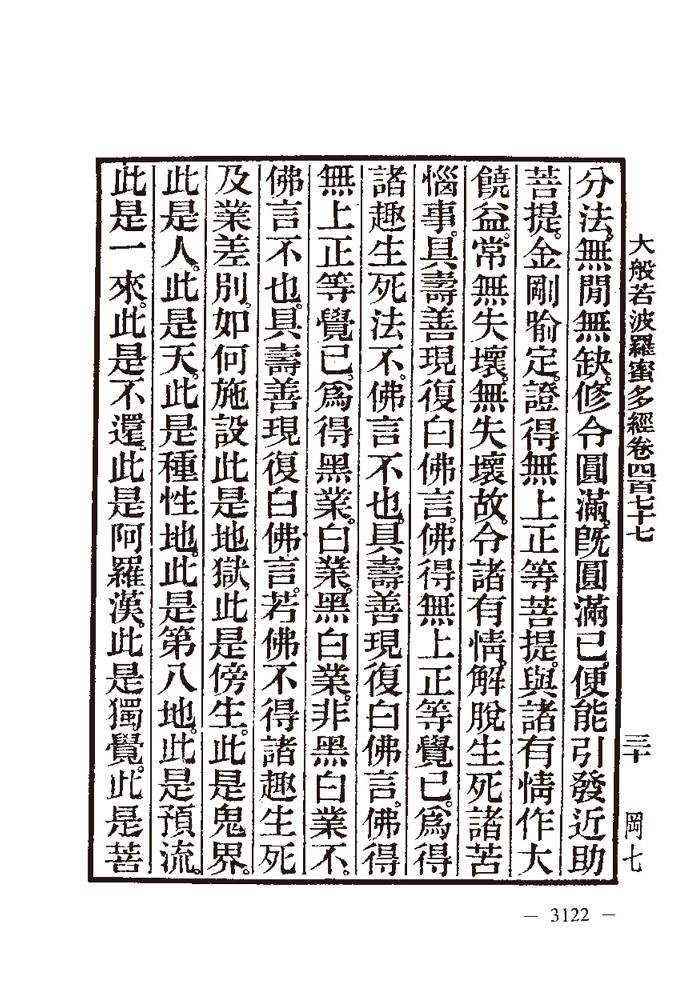 大般若波羅蜜多經卷四百七十七　三十　岡七
分法。無閒無缺。修令圓滿。旣圓滿已。便能引發近助
菩提。金剛喻定。證得無上正等菩提。與諸有情作大
饒益。常無失壞。無失壞故。令諸有情。解脫生死諸苦
惱事。具壽善現復白佛言。佛得無上正等覺已。爲得
諸趣生死法不。佛言不也。具壽善現復白佛言。佛得
無上正等覺已。爲得黑業。白業。黑白業。非黑白業不。
佛言不也。具壽善現復白佛言。若佛不得諸趣生死
及業差別。如何施設此是地獄。此是傍生。此是鬼界。
此是人。此是天。此是種性地。此是第八地。此是預流。
此是一來。此是不還。此是阿羅漢。此是獨覺。此是菩
— 3122 —